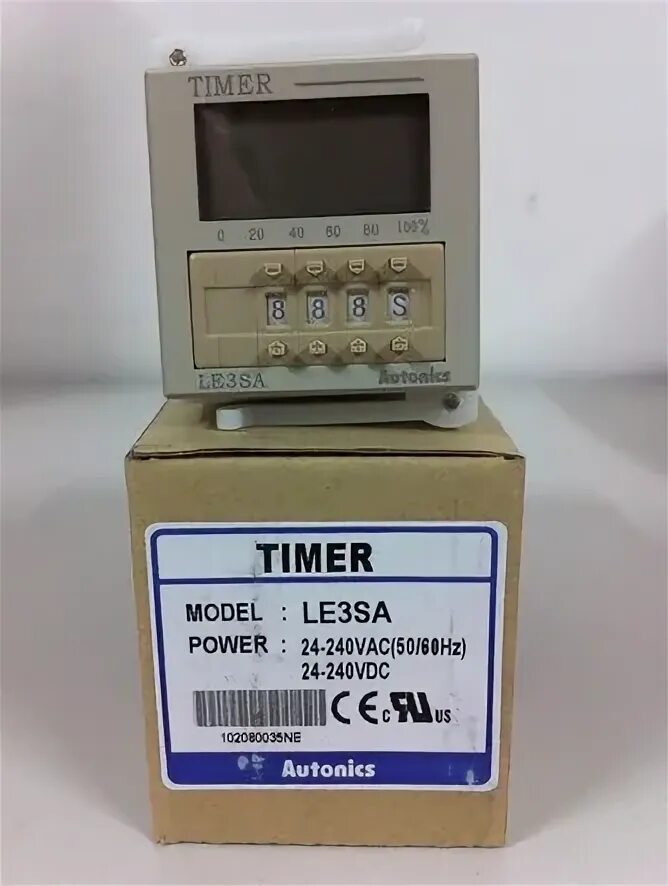 TIMER
0 20 40 60 80 100%
8 8 8 S
LE3SA Autonics
TIMER
MODEL : LE3SA
POWER : 24-240VAC(50/60Hz)
24-240VDC
CE c RU US
102080035NE
Autonics